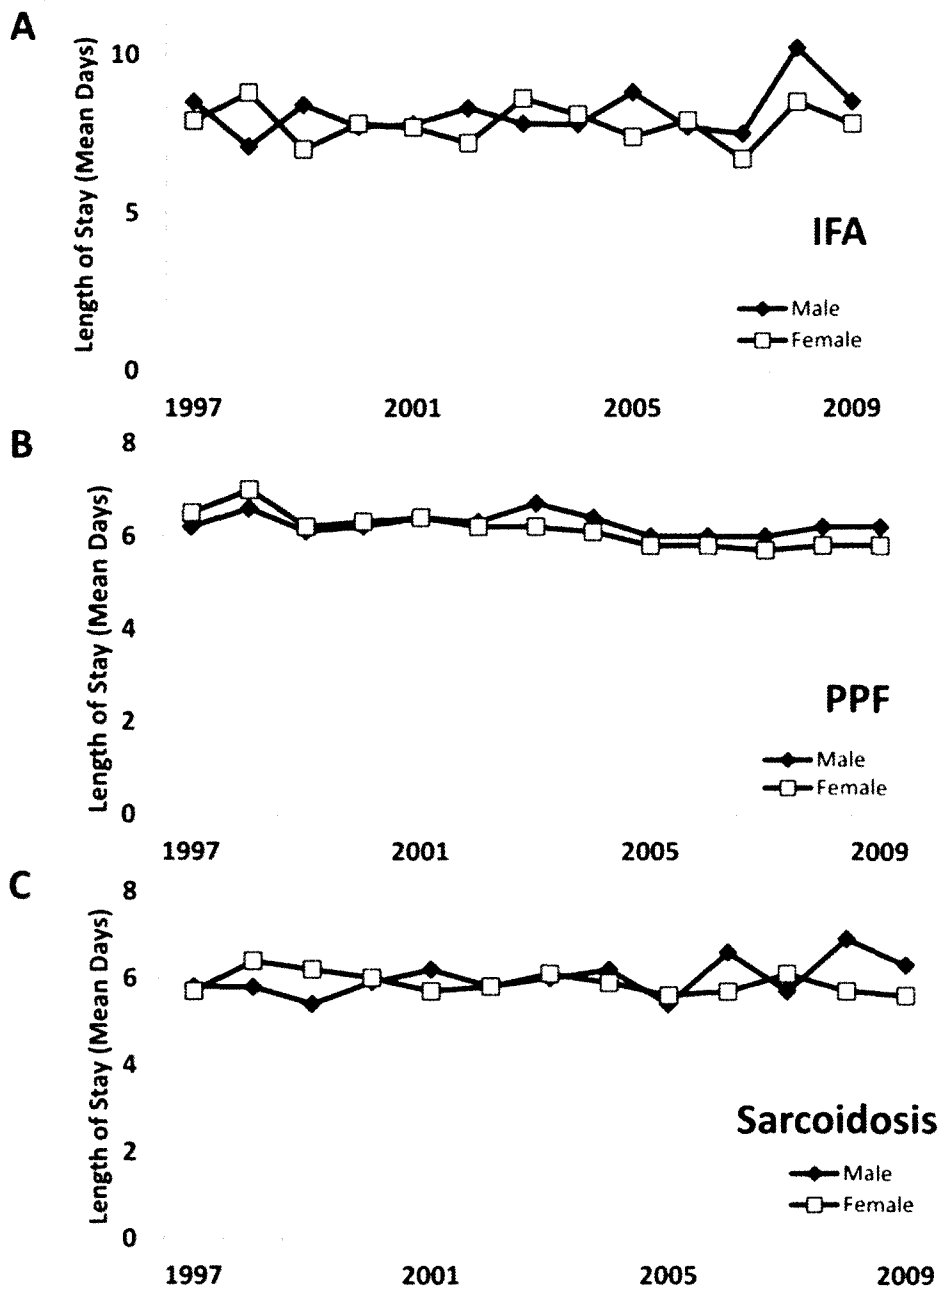 A
Length of Stay (Mean Days)
10
5
0
IFA
Male
Female
1997 2001 2005 2009
B
Length of Stay (Mean Days)
8
6
4
2
0
PPF
Male
Female
1997 2001 2005 2009
C
Length of Stay (Mean Days)
8
6
4
2
0
Sarcoidosis
Male
Female
1997 2001 2005 2009